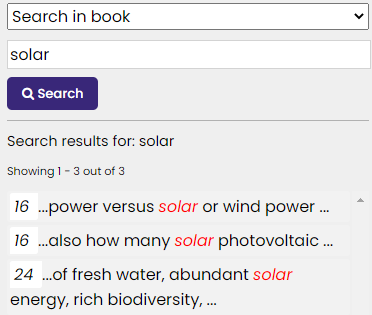 Search in book
solar
Search
Search results for: solar
Showing 1 - 3 out of 3
16 ...power versus solar or wind power ...
16 ...also how many solar photovoltaic ...
24 ...of fresh water, abundant solar
energy, rich biodiversity, ...